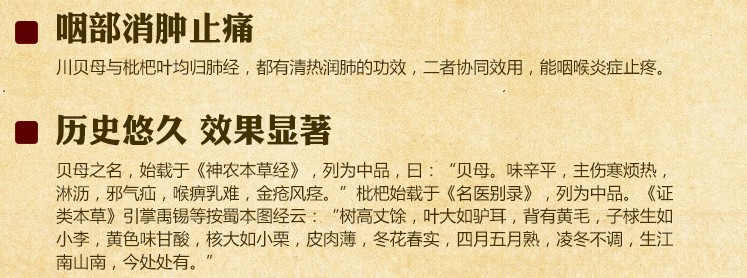 咽部消肿止痛
川贝母与枇杷叶均归肺经，都有清热润肺的功效，二者协同效用，能咽喉炎症止疼。
历史悠久 效果显著
贝母之名，始载于《神农本草经》，列为中品，曰：“贝母。味辛平，主伤寒烦热，
淋沥，邪气疝，喉痹乳难，金疮风痉。”枇杷始载于《名医别录》，列为中品。《证
类本草》引掌禹锡等按蜀本图经云：“树高丈馀，叶大如驴耳，背有黄毛，子梂生如
小李，黄色味甘酸，核大如小栗，皮肉薄，冬花春实，四月五月熟，凌冬不调，生江
南山南，今处处有。”